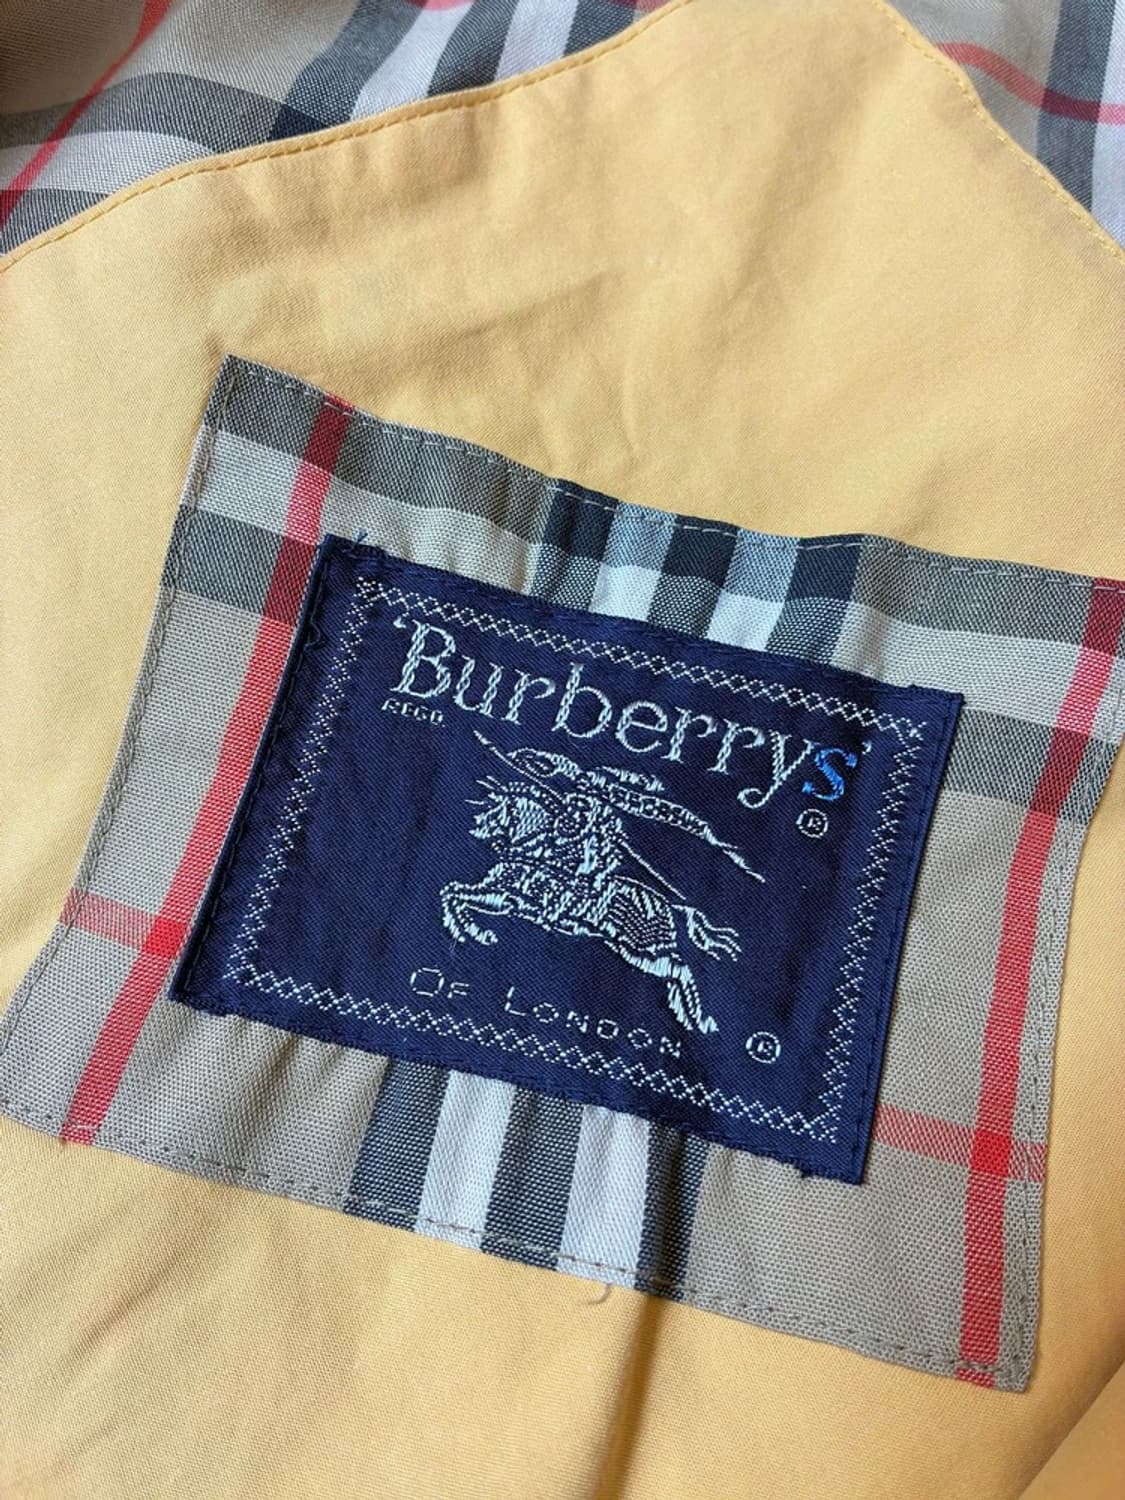 'Burberrys'
REGD
®
Of London
®